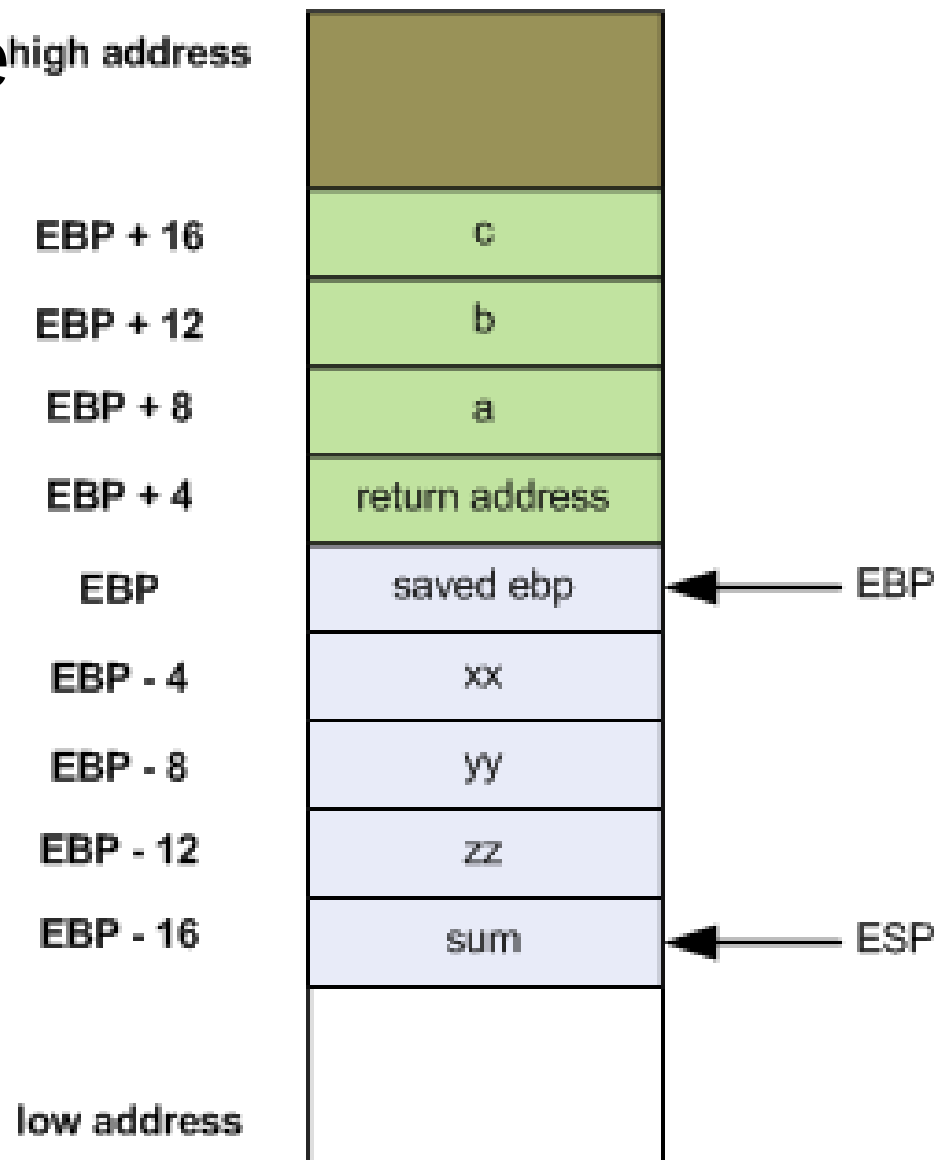 e
high address
EBP + 16 c
EBP + 12 b
EBP + 8 a
EBP + 4 return address
EBP saved ebp EBP
EBP - 4 xx
EBP - 8 yy
EBP - 12 zz
EBP - 16 sum ESP
low address